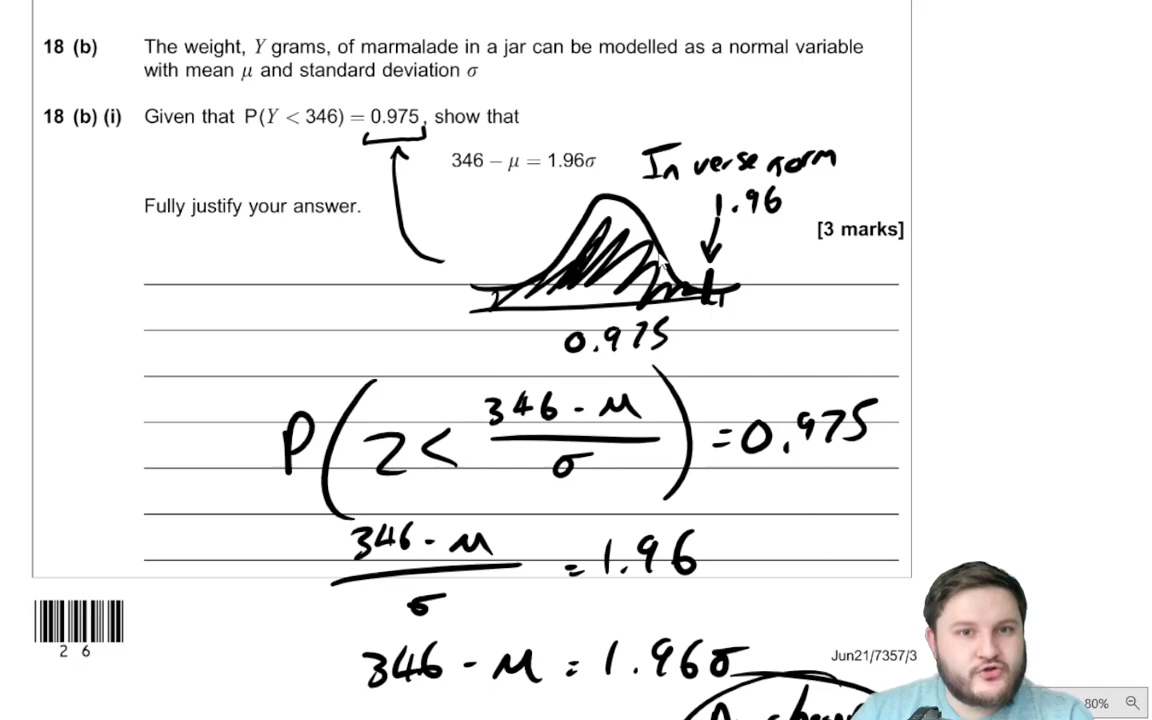 18 (b) The weight, Y grams, of marmalade in a jar can be modelled as a normal variable
with mean μ and standard deviation σ
18 (b) (i) Given that P(Y < 346) = 0.975, show that
346 − μ = 1.96σ
Inverse norm
1.96
Fully justify your answer.
[3 marks]
0.975
P(Z < (346 - μ)/σ) = 0.975
(346 - μ)/σ = 1.96
346 - μ = 1.96σ
2 6
Jun21/7357/3
80%